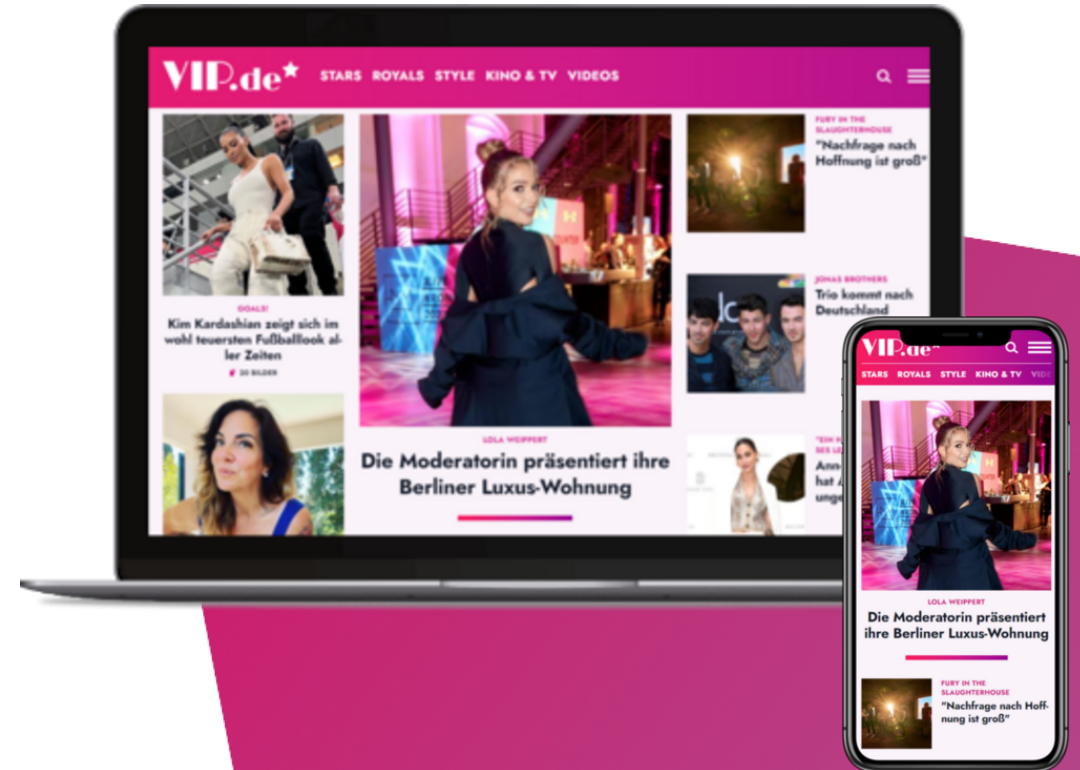 VIP.de
STARS ROYALS STYLE KINO & TV VIDEOS
GOALS!
Kim Kardashian zeigt sich im
wohl teuersten Fußballlook al-
ler Zeiten
20 BILDER
LOLA WEIPPERT
Die Moderatorin präsentiert ihre
Berliner Luxus-Wohnung
FURY IN THE
SLAUGHTERHOUSE
"Nachfrage nach
Hoffnung ist groß"
JONAS BROTHERS
Trio kommt nach
Deutschland
hat
VIP.de
STARS ROYALS STYLE KINO & TV
LOLA WEIPPERT
Die Moderatorin präsentiert
ihre Berliner Luxus-Wohnung
FURY IN THE
SLAUGHTERHOUSE
"Nachfrage nach Hoff-
nung ist groß"